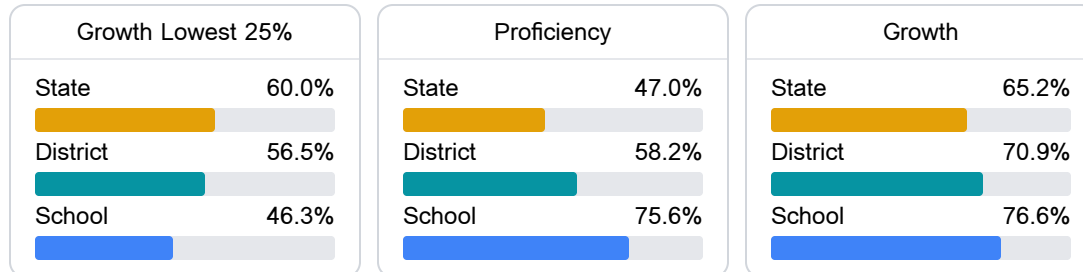 Growth Lowest 25%
State 60.0%
District 56.5%
School 46.3%
Proficiency
State 47.0%
District 58.2%
School 75.6%
Growth
State 65.2%
District 70.9%
School 76.6%